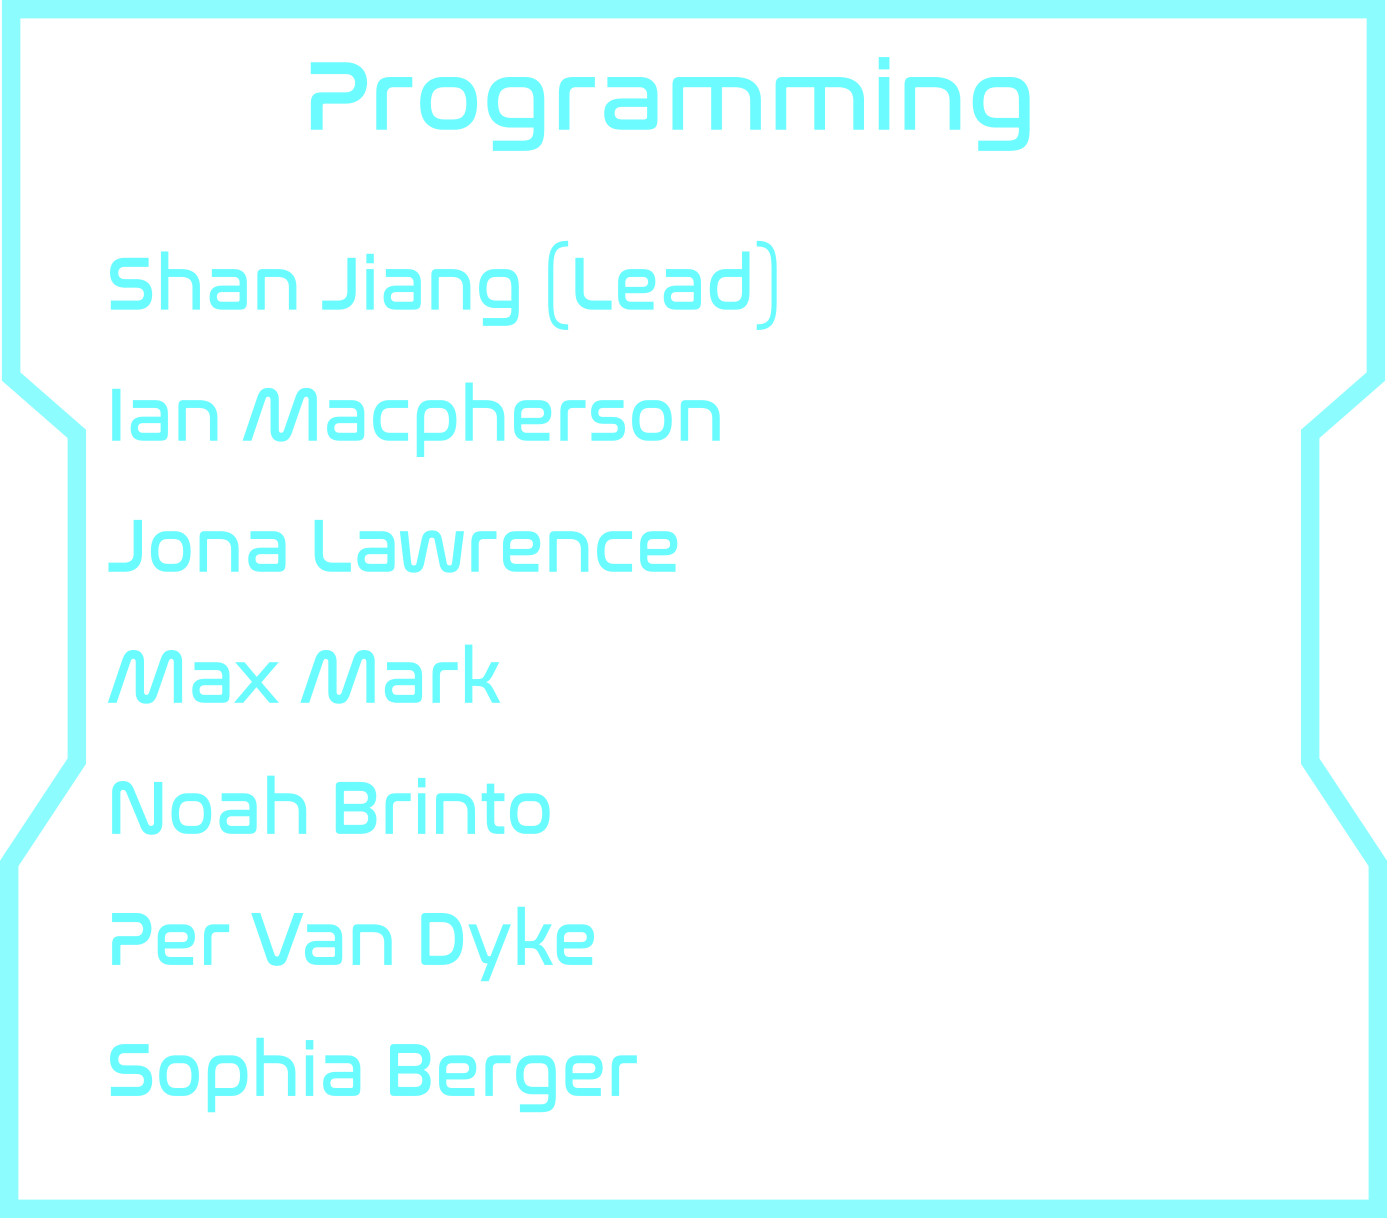 Programming
Shan Jiang (Lead)
Ian Macpherson
Jona Lawrence
Max Mark
Noah Brinto
Per Van Dyke
Sophia Berger